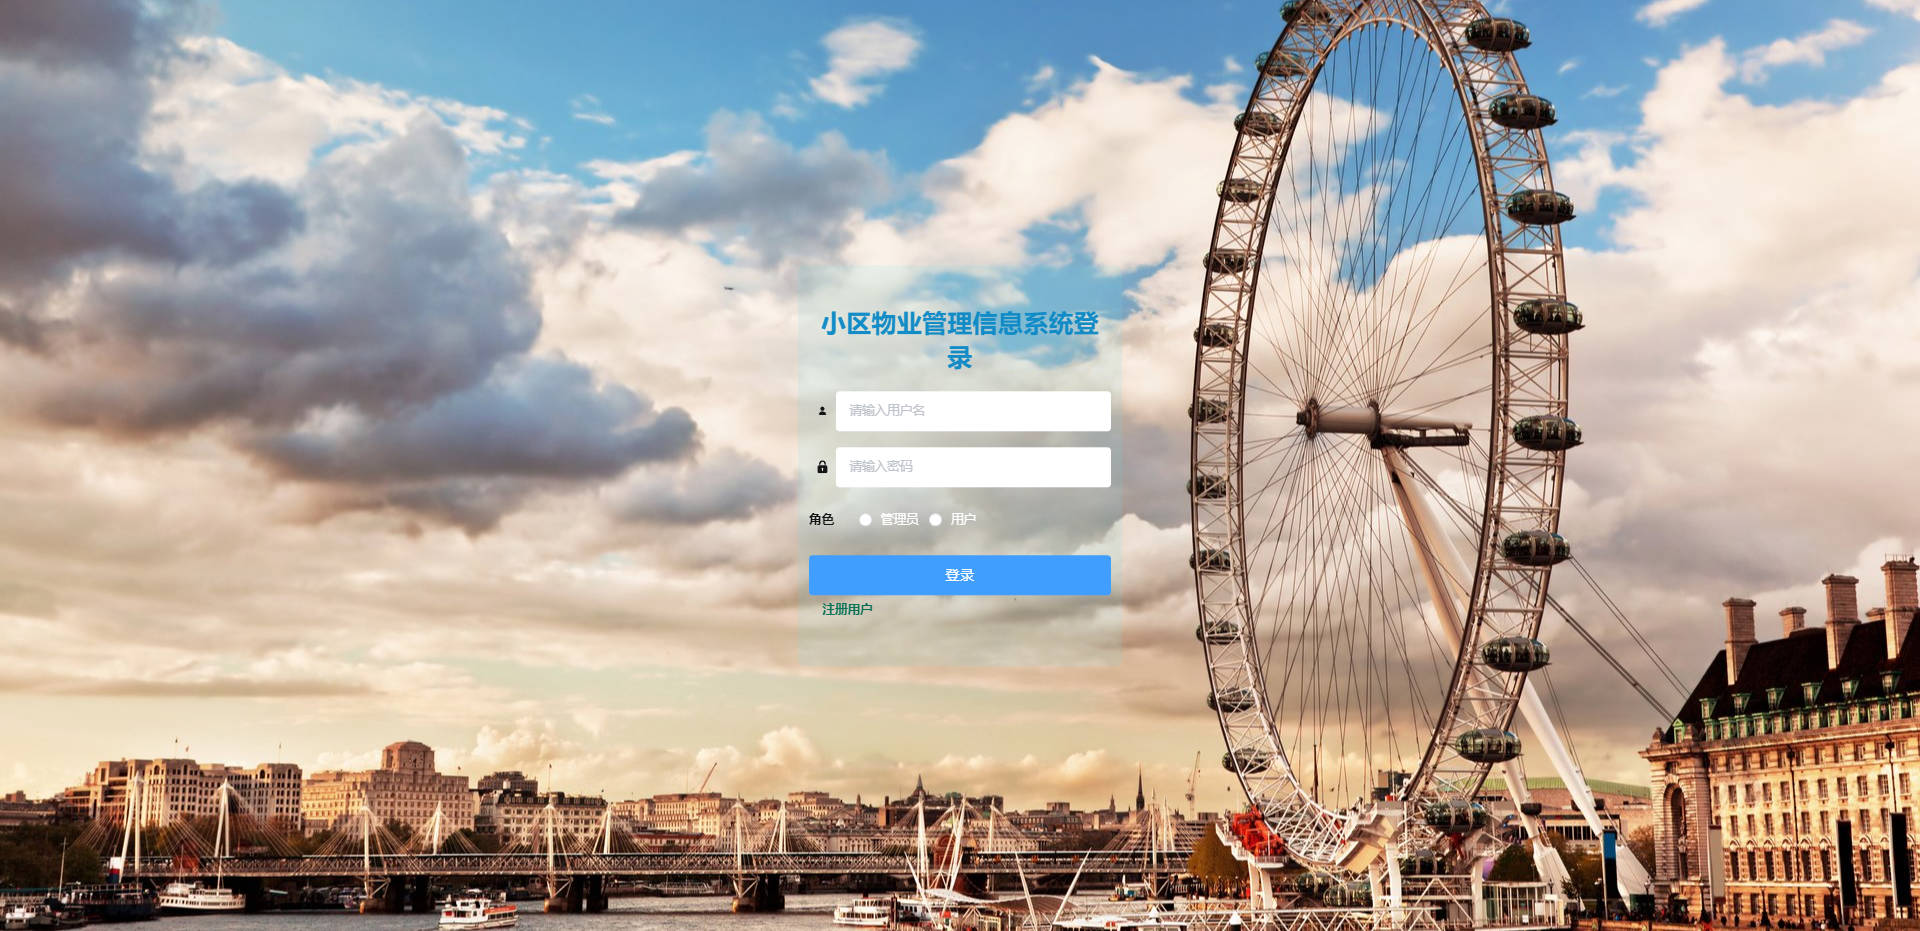 小区物业管理信息系统登
录
请输入用户名
请输入密码
角色 管理员 用户
登录
注册用户